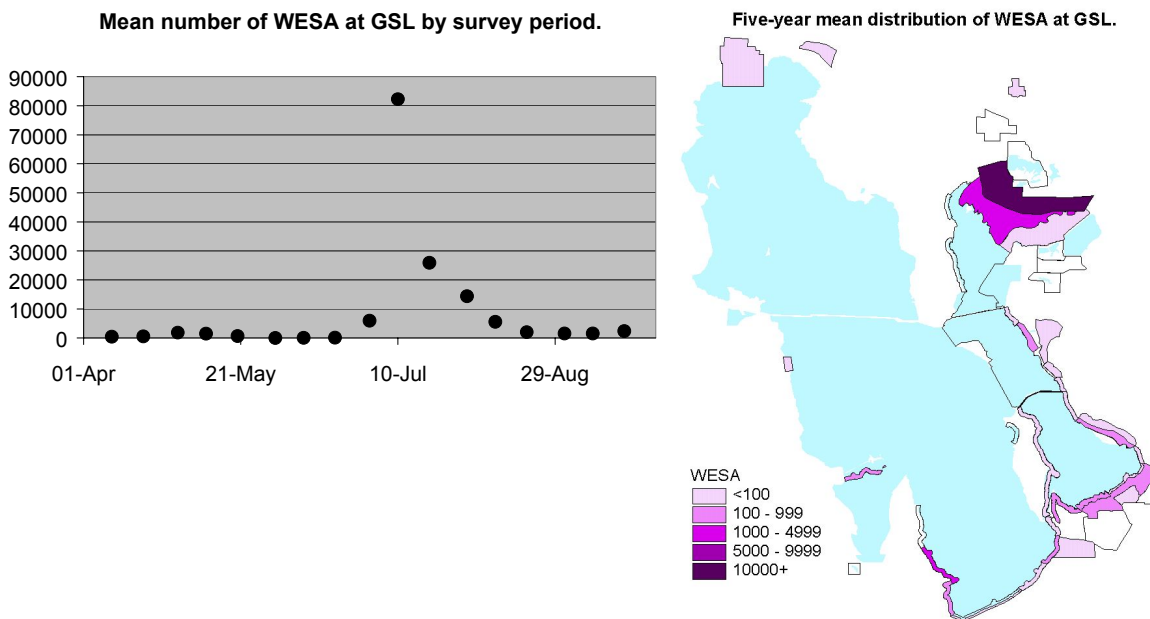 Mean number of WESA at GSL by survey period.
90000
80000
70000
60000
50000
40000
30000
20000
10000
0
01-Apr 21-May 10-Jul 29-Aug
Five-year mean distribution of WESA at GSL.
WESA
<100
100 - 999
1000 - 4999
5000 - 9999
10000+